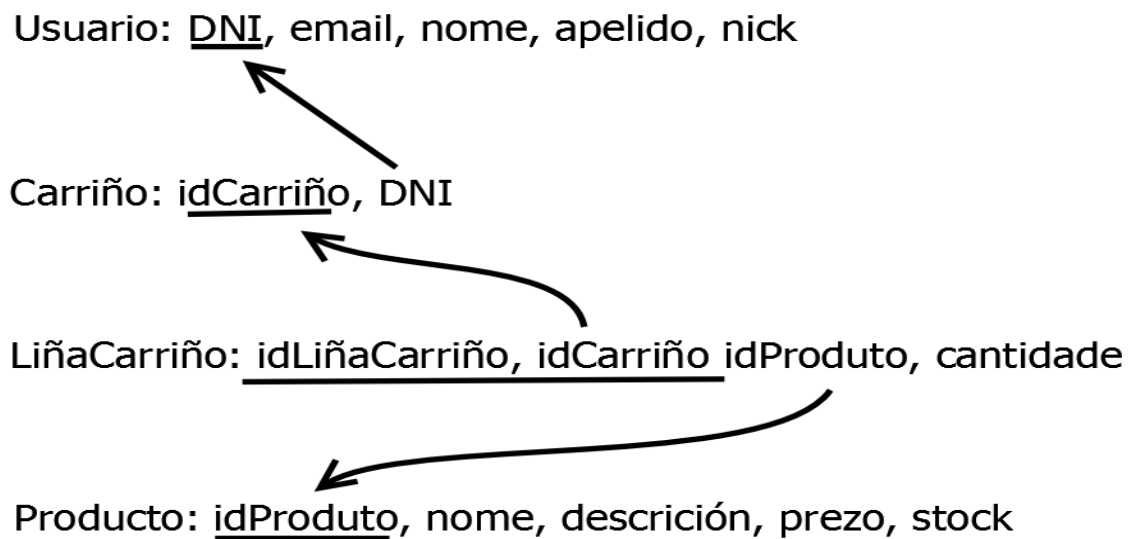 Usuario: DNI, email, nome, apelido, nick
Carriño: idCarriño, DNI
LiñaCarriño: idLiñaCarriño, idCarriño idProduto, cantidade
Producto: idProduto, nome, descrición, prezo, stock